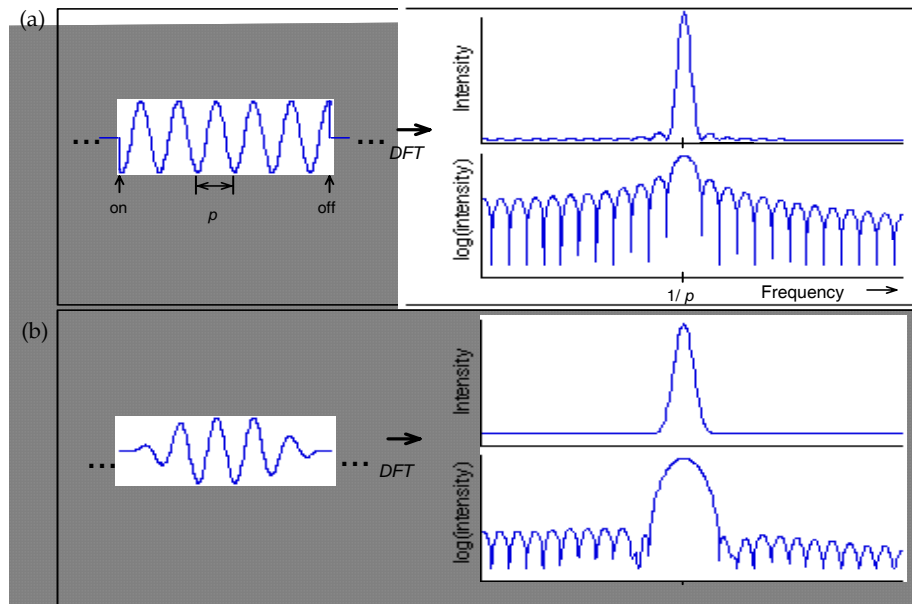 (a)
... ...
DFT
on off
p
Intensity
log(intensity)
1/ p Frequency
(b)
... ...
DFT
Intensity
log(intensity)